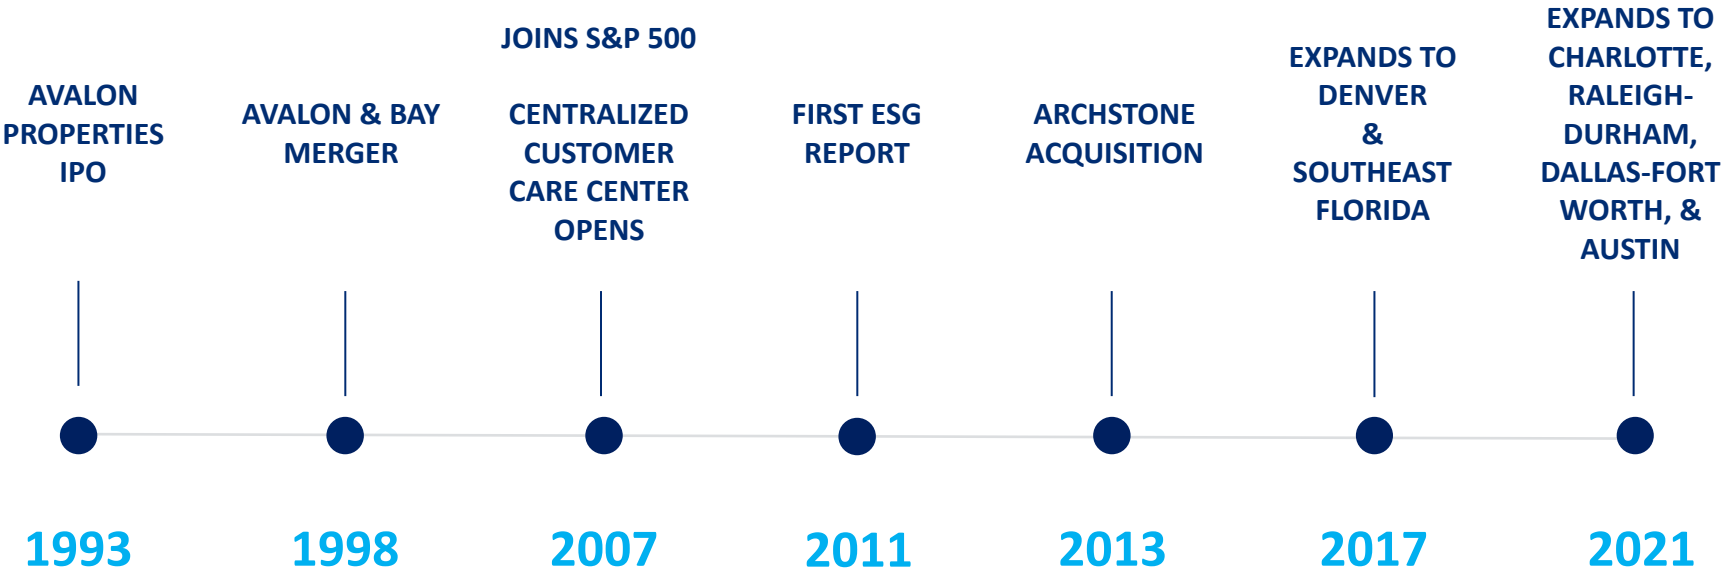 AVALON
PROPERTIES
IPO
AVALON & BAY
MERGER
JOINS S&P 500
CENTRALIZED
CUSTOMER
CARE CENTER
OPENS
FIRST ESG
REPORT
ARCHSTONE
ACQUISITION
EXPANDS TO
DENVER
&
SOUTHEAST
FLORIDA
EXPANDS TO
CHARLOTTE,
RALEIGH-
DURHAM,
DALLAS-FORT
WORTH, &
AUSTIN
1993
1998
2007
2011
2013
2017
2021